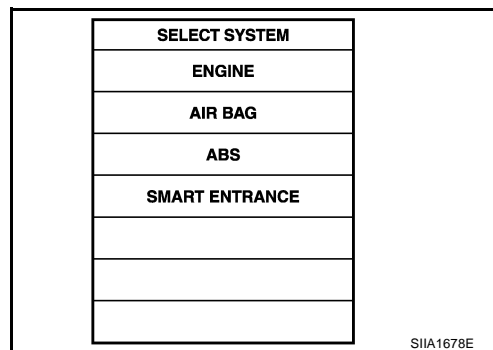 SELECT SYSTEM
ENGINE
AIR BAG
ABS
SMART ENTRANCE
SIIA1678E